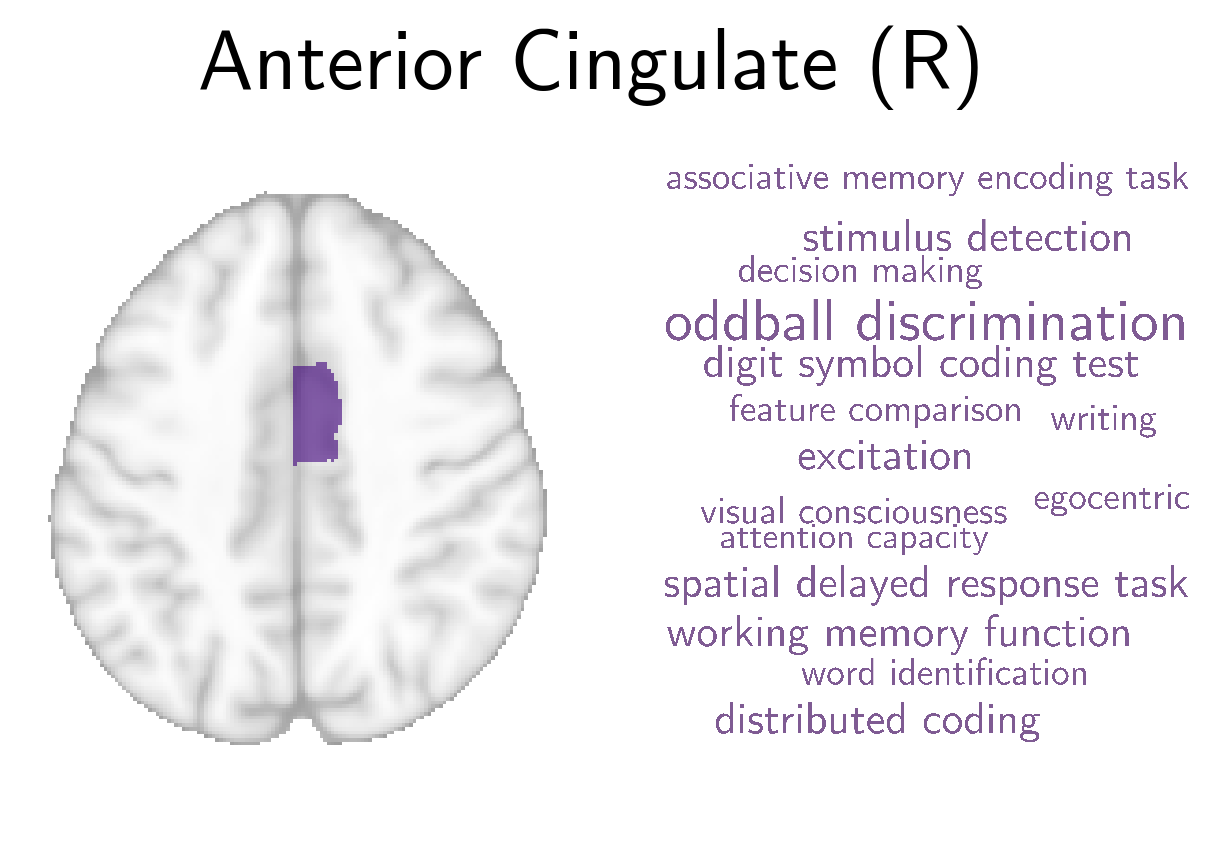 Anterior Cingulate (R)
associative memory encoding task
stimulus detection
decision making
oddball discrimination
digit symbol coding test
feature comparison
writing
excitation
egocentric
visual consciousness
attention capacity
spatial delayed response task
working memory function
word identification
distributed coding